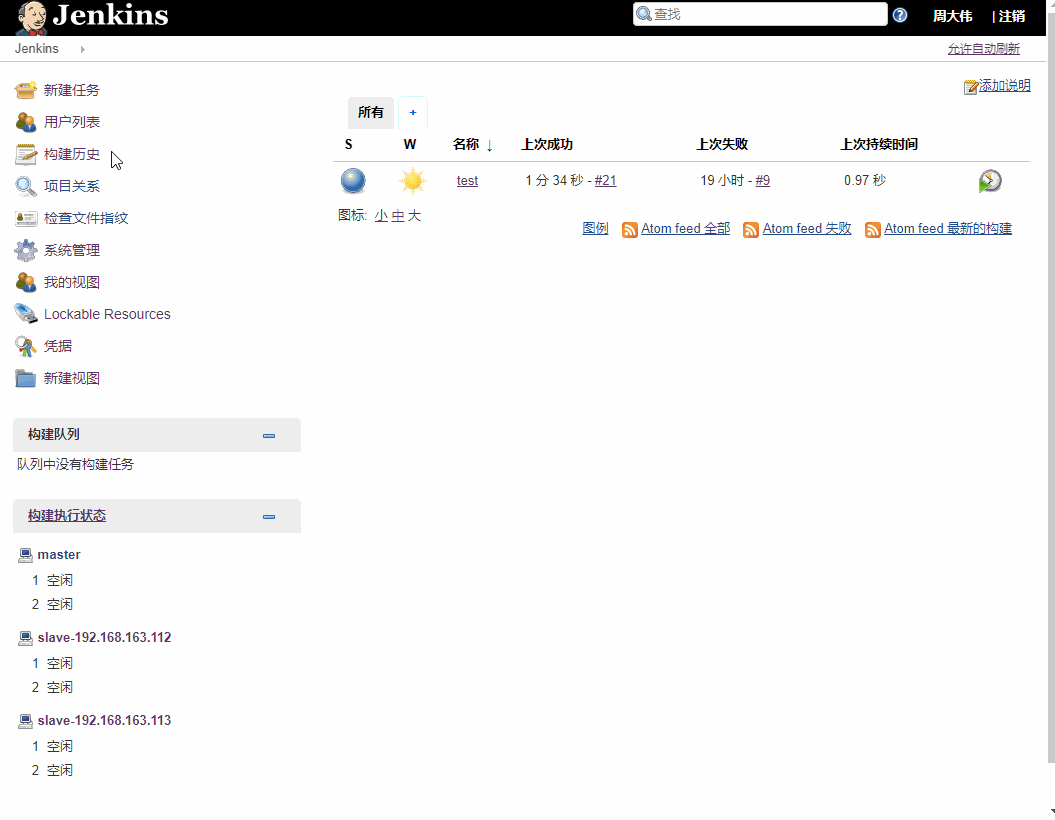 Jenkins
查找
周大伟 | 注销
Jenkins
允许自动刷新
新建任务
用户列表
构建历史
项目关系
检查文件指纹
系统管理
我的视图
Lockable Resources
凭据
新建视图
构建队列
队列中没有构建任务
构建执行状态
master
1 空闲
2 空闲
slave-192.168.163.112
1 空闲
2 空闲
slave-192.168.163.113
1 空闲
2 空闲
添加说明
所有 +
S W 名称 ↓ 上次成功 上次失败 上次持续时间
test 1 分 34 秒 - #21 19 小时 - #9 0.97 秒
图标: 小 中 大
图例 Atom feed 全部 Atom feed 失败 Atom feed 最新的构建